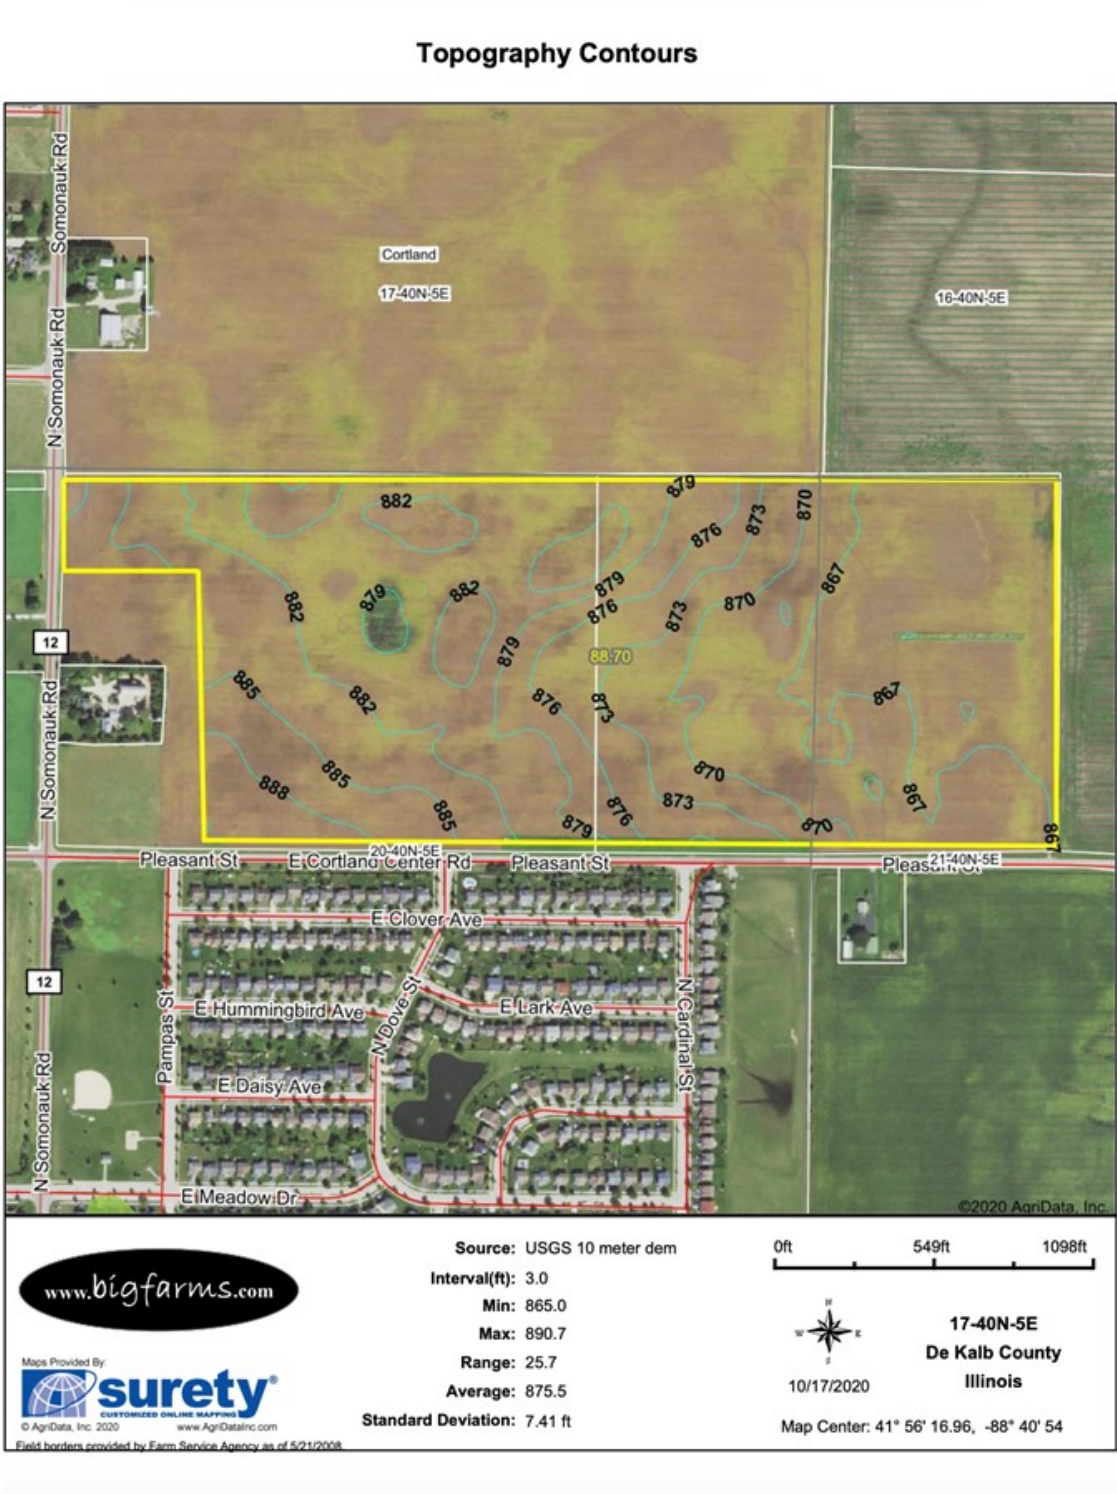 Topography Contours
Somonauk Rd
Cortland
17-40N-5E
16-40N-5E
N Somonauk Rd
879
882
870
873
876
867
879
882
879
882
876
870
873
879
12
88.70
885
882
876
873
867
N Somonauk Rd
885
888
870
873
867
885
879
876
870
867
Pleasant St
E Cortland Center Rd
20-40N-5E
Pleasant St
Pleasant St
21-40N-5E
E Clover Ave
12
E Hummingbird Ave
E Lark Ave
N Dove St
N Cardinal St
Pampas St
E Daisy Ave
N Somonauk Rd
E Meadow Dr
©2020 AgriData, Inc.
www.bigfarms.com
Maps Provided By:
surety®
CUSTOMIZED ONLINE MAPPING
© AgriData, Inc. 2020 www.AgriDataInc.com
Field borders provided by Farm Service Agency as of 5/21/2008.
Source: USGS 10 meter dem
Interval(ft): 3.0
Min: 865.0
Max: 890.7
Range: 25.7
Average: 875.5
Standard Deviation: 7.41 ft
0ft 549ft 1098ft
N
W E
S
10/17/2020
17-40N-5E
De Kalb County
Illinois
Map Center: 41° 56' 16.96, -88° 40' 54